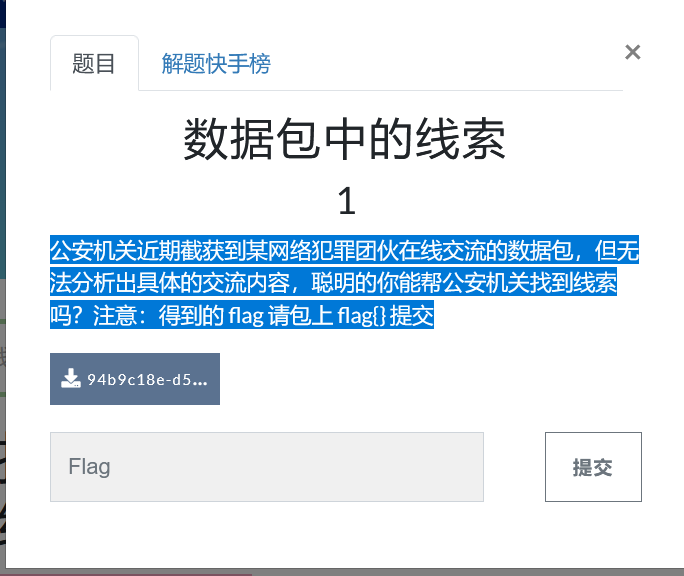 题目 解题快手榜 ×
数据包中的线索
1
公安机关近期截获到某网络犯罪团伙在线交流的数据包，但无
法分析出具体的交流内容，聪明的你能帮公安机关找到线索
吗？注意：得到的 flag 请包上 flag{} 提交
94b9c18e-d5...
Flag 提交